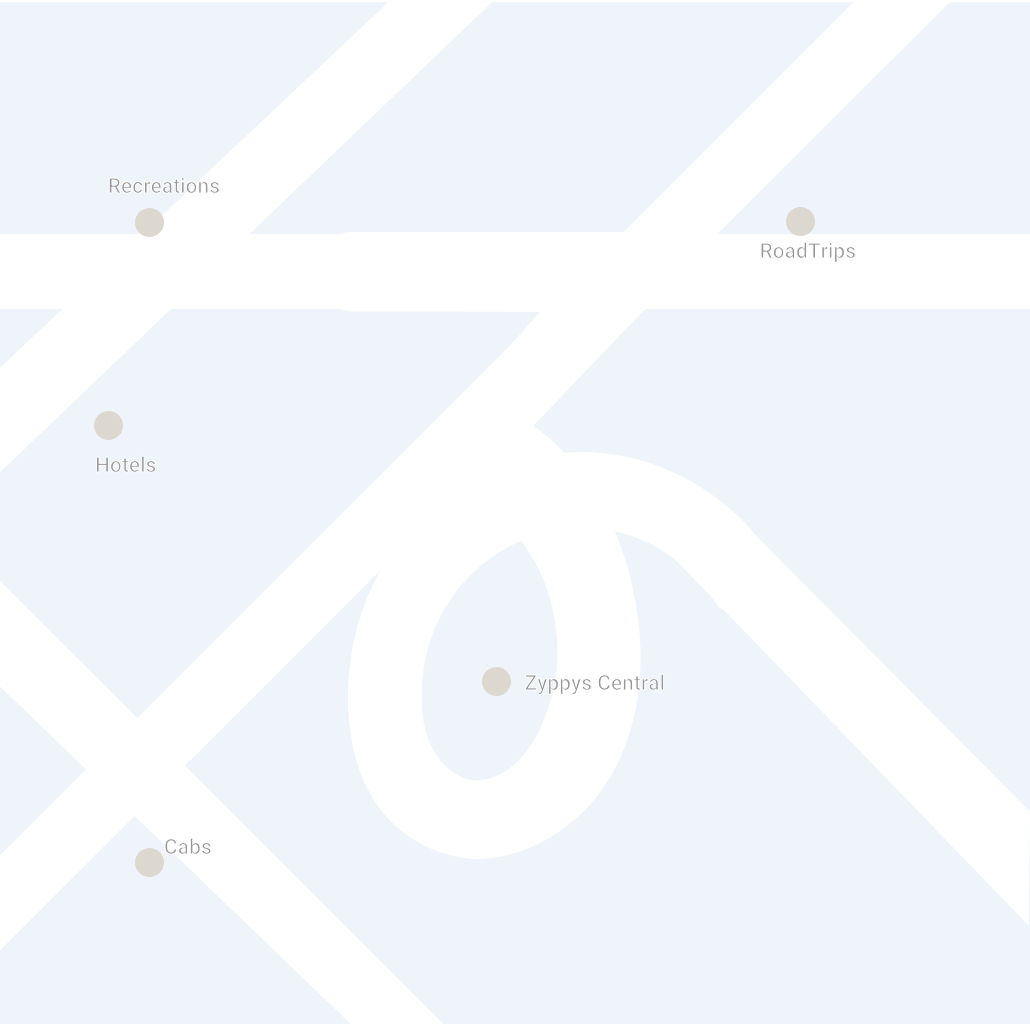 Recreations
RoadTrips
Hotels
Zyppys Central
Cabs